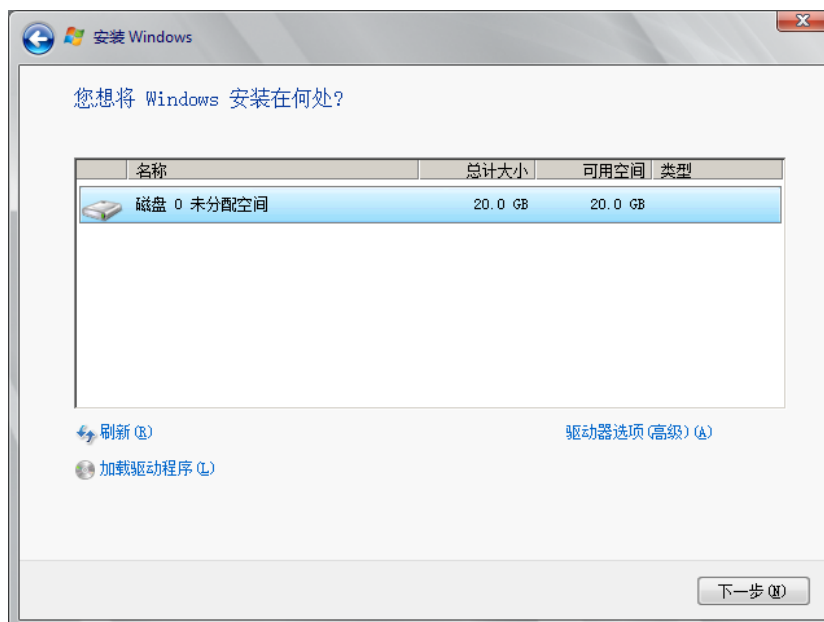 安装 Windows
您想将 Windows 安装在何处?
名称 总计大小 可用空间 类型
磁盘 0 未分配空间 20.0 GB 20.0 GB
刷新(R) 驱动器选项(高级)(A)
加载驱动程序(L)
下一步(N)